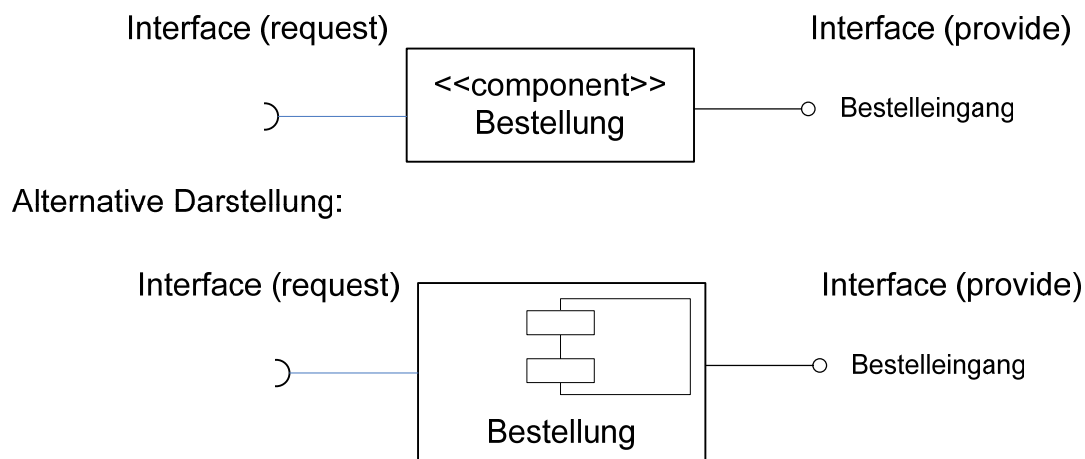 Interface (request)
Interface (provide)
<<component>>
Bestellung
Bestelleingang
Alternative Darstellung:
Interface (request)
Interface (provide)
Bestelleingang
Bestellung